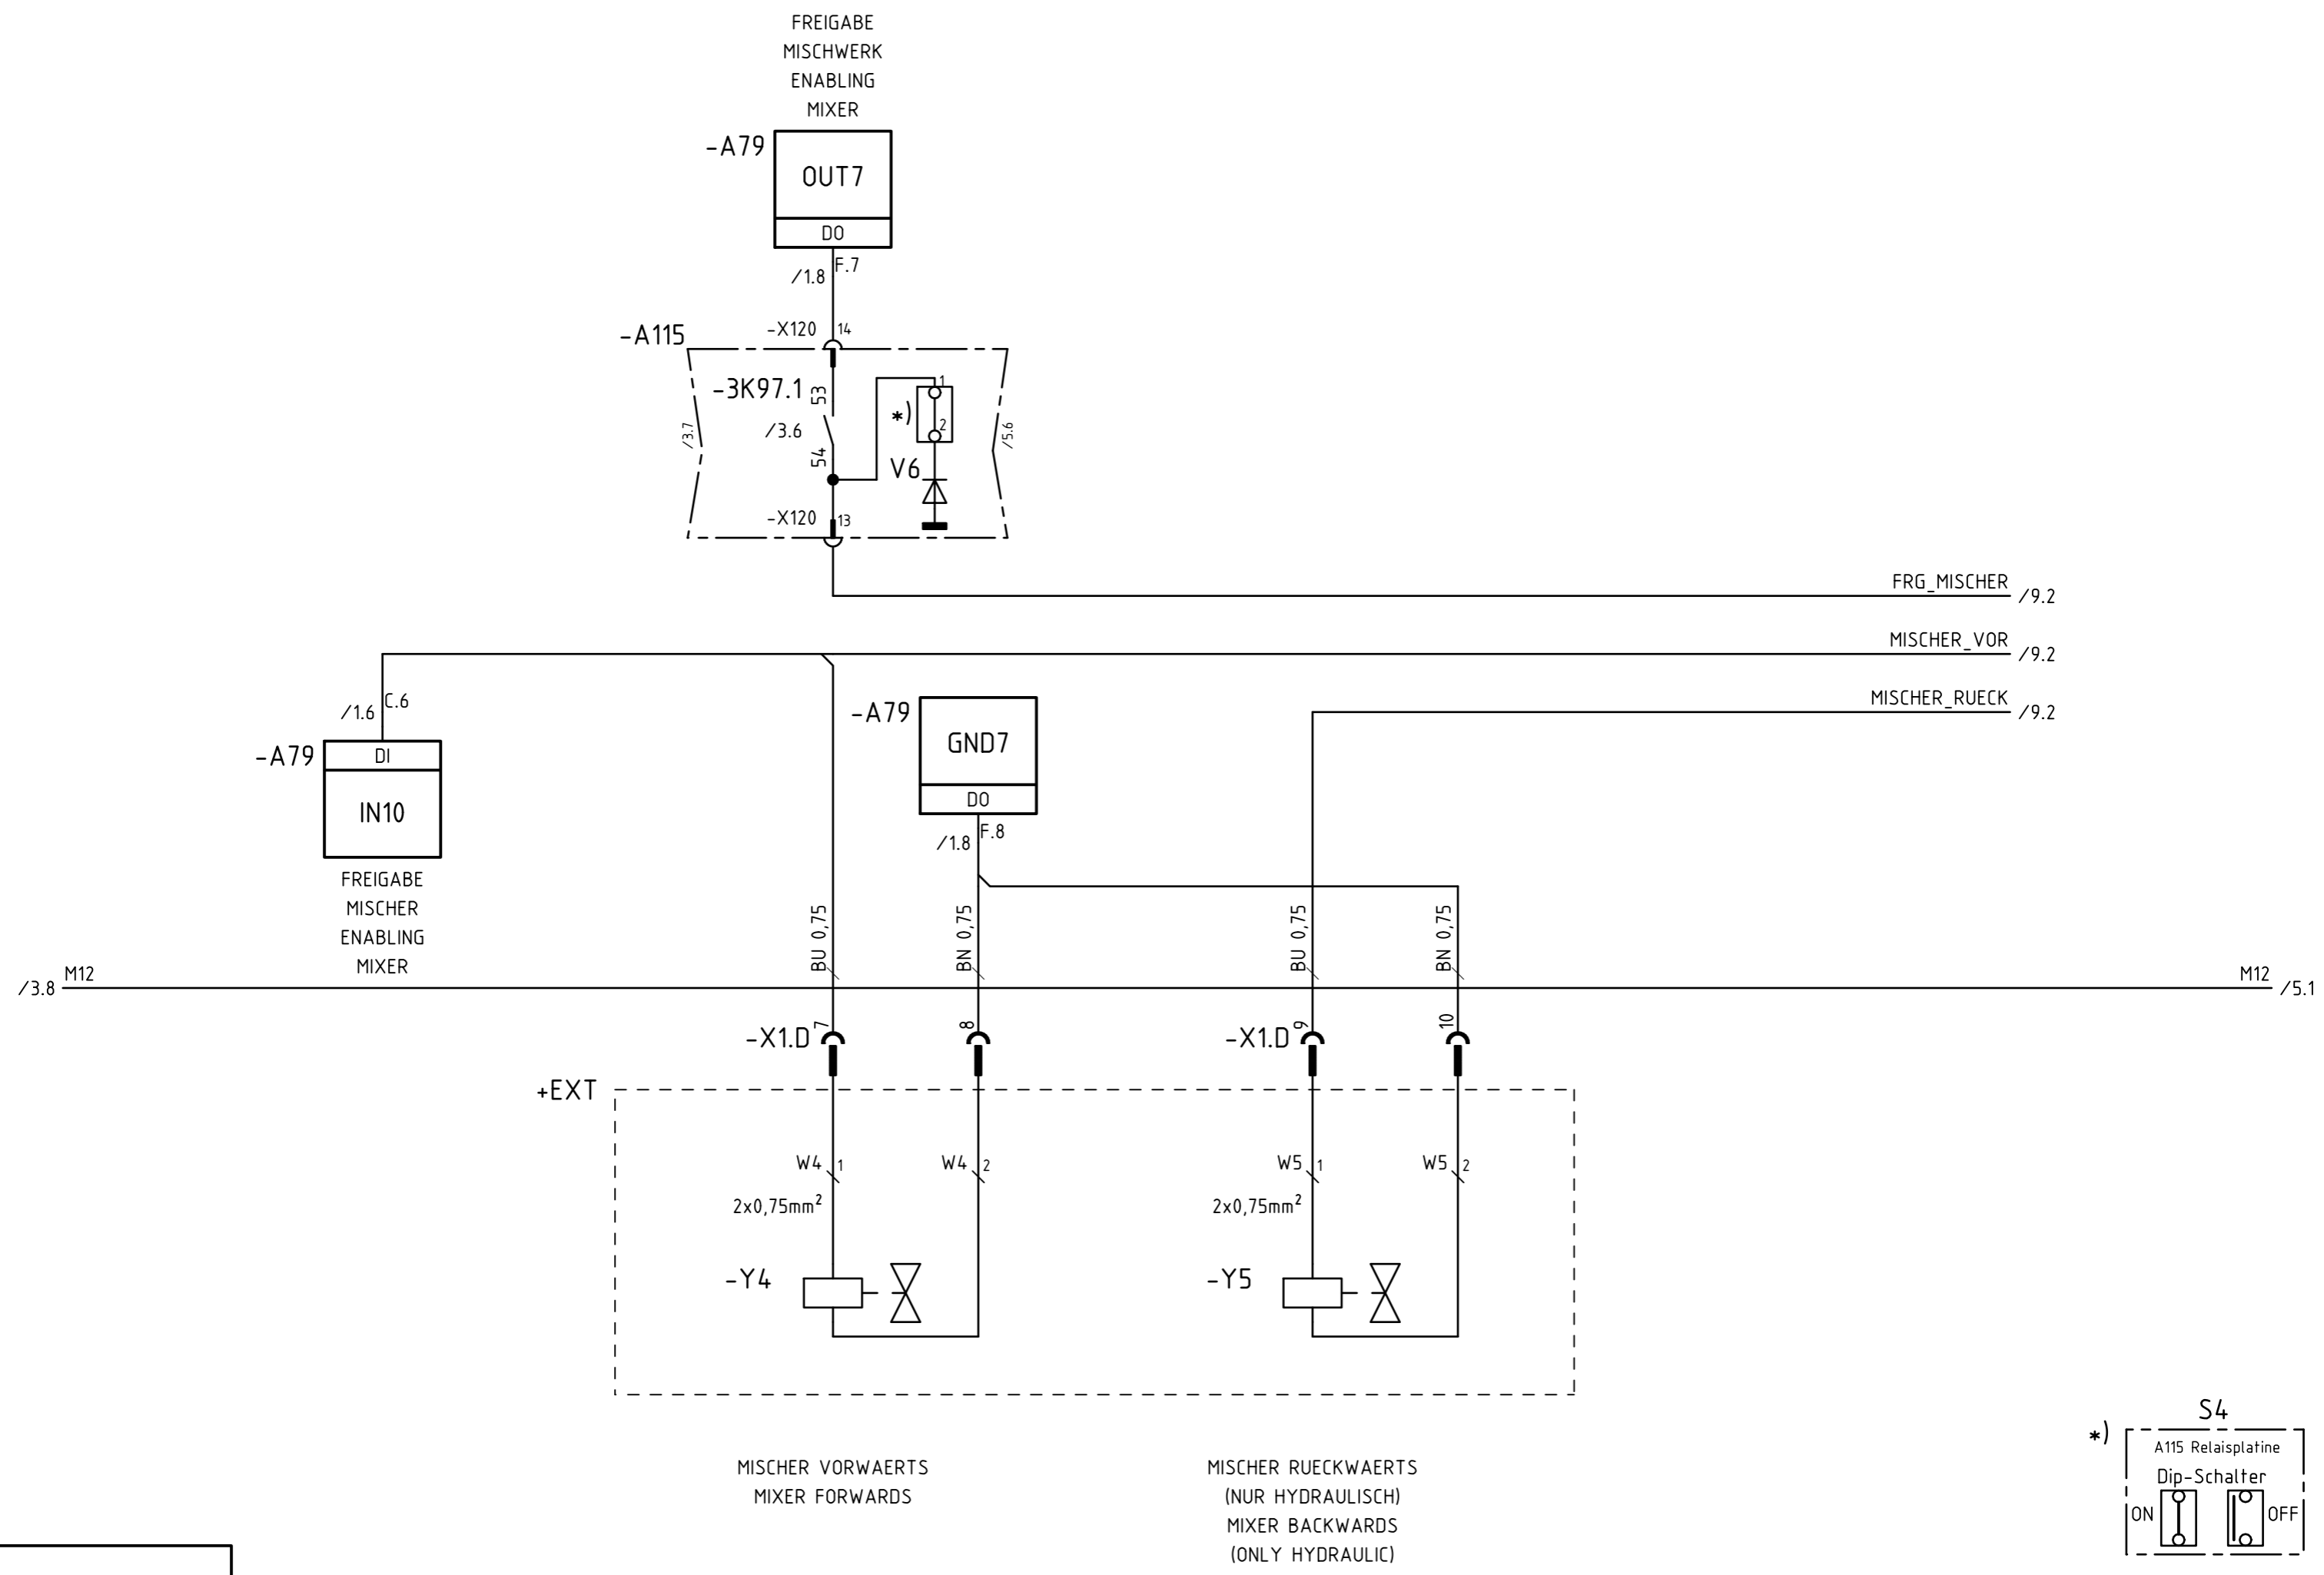 FREIGABE
MISCHWERK
ENABLING
MIXER
-A79
OUT7
DO
F.7
/1.8
-A115
-X120
14
-3K97.1
53
/3.6
54
*)
1
2
V6
/3.7
/5.6
-X120
13
FRG_MISCHER
/9.2
MISCHER_VOR
/9.2
MISCHER_RUECK
/9.2
C.6
/1.6
-A79
DI
IN10
FREIGABE
MISCHER
ENABLING
MIXER
-A79
GND7
DO
F.8
/1.8
BU 0,75
BN 0,75
BU 0,75
BN 0,75
/3.8
M12
M12
/5.1
-X1.D
7
8
-X1.D
9
10
+EXT
W4
1
W4
2
W5
1
W5
2
2x0,75mm²
2x0,75mm²
-Y4
-Y5
MISCHER VORWAERTS
MIXER FORWARDS
MISCHER RUECKWAERTS
(NUR HYDRAULISCH)
MIXER BACKWARDS
(ONLY HYDRAULIC)
S4
*)
A115 Relaisplatine
Dip-Schalter
ON
OFF